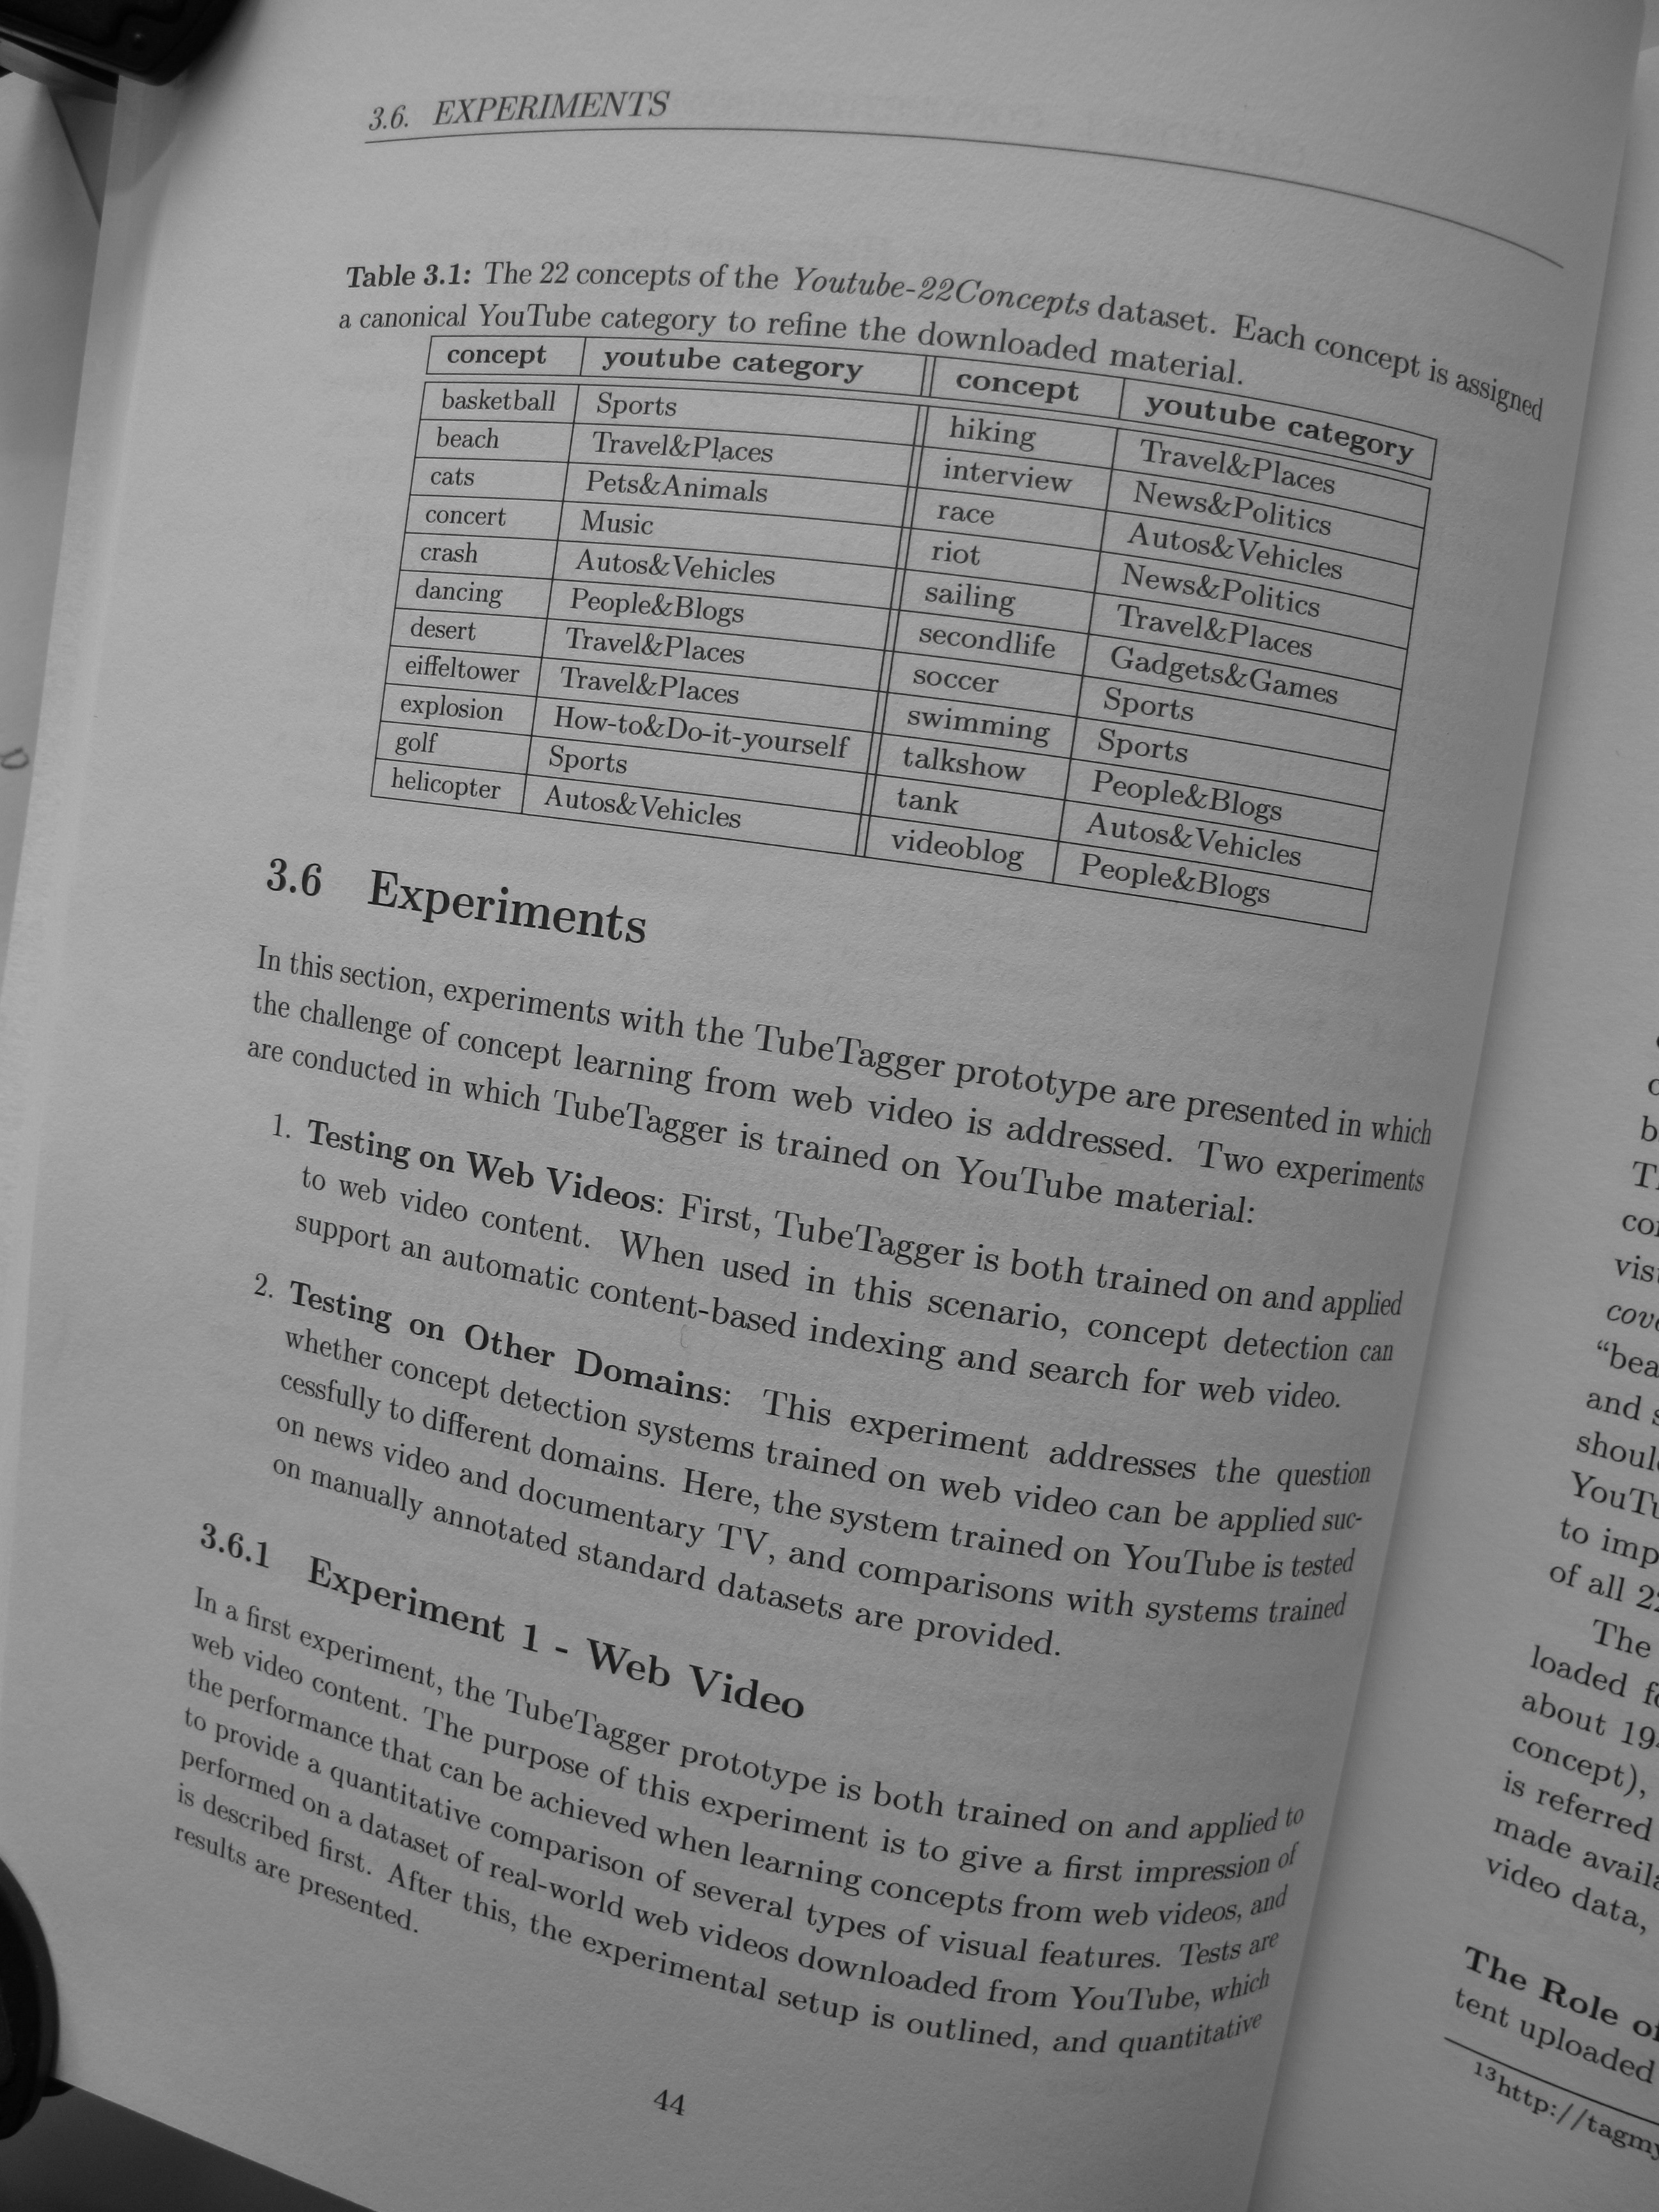 3.6. EXPERIMENTS
Table 3.1: The 22 concepts of the Youtube-22Concepts dataset. Each concept is assigned
a canonical YouTube category to refine the downloaded material.
concept youtube category concept youtube category
basketball Sports hiking Travel&Places
beach Travel&Places interview News&Politics
cats Pets&Animals race Autos&Vehicles
concert Music riot News&Politics
crash Autos&Vehicles sailing Travel&Places
dancing People&Blogs secondlife Gadgets&Games
desert Travel&Places soccer Sports
eiffeltower Travel&Places swimming Sports
explosion How-to&Do-it-yourself talkshow People&Blogs
golf Sports tank Autos&Vehicles
helicopter Autos&Vehicles videoblog People&Blogs
3.6 Experiments
In this section, experiments with the TubeTagger prototype are presented in which
the challenge of concept learning from web video is addressed. Two experiments
are conducted in which TubeTagger is trained on YouTube material:
1. Testing on Web Videos: First, TubeTagger is both trained on and applied
to web video content. When used in this scenario, concept detection can
support an automatic content-based indexing and search for web video.
2. Testing on Other Domains: This experiment addresses the question
whether concept detection systems trained on web video can be applied suc-
cessfully to different domains. Here, the system trained on YouTube is tested
on news video and documentary TV, and comparisons with systems trained
on manually annotated standard datasets are provided.
3.6.1 Experiment 1 - Web Video
In a first experiment, the TubeTagger prototype is both trained on and applied to
web video content. The purpose of this experiment is to give a first impression of
the performance that can be achieved when learning concepts from web videos, and
to provide a quantitative comparison of several types of visual features. Tests are
performed on a dataset of real-world web videos downloaded from YouTube, which
is described first. After this, the experimental setup is outlined, and quantitative
results are presented.
44
“bea
and s
YouTu
to imp
of all 22
The
loaded fo
about 19
concept),
is referred
made availa
video data,
The Role of
tent uploaded
13http://tagmy